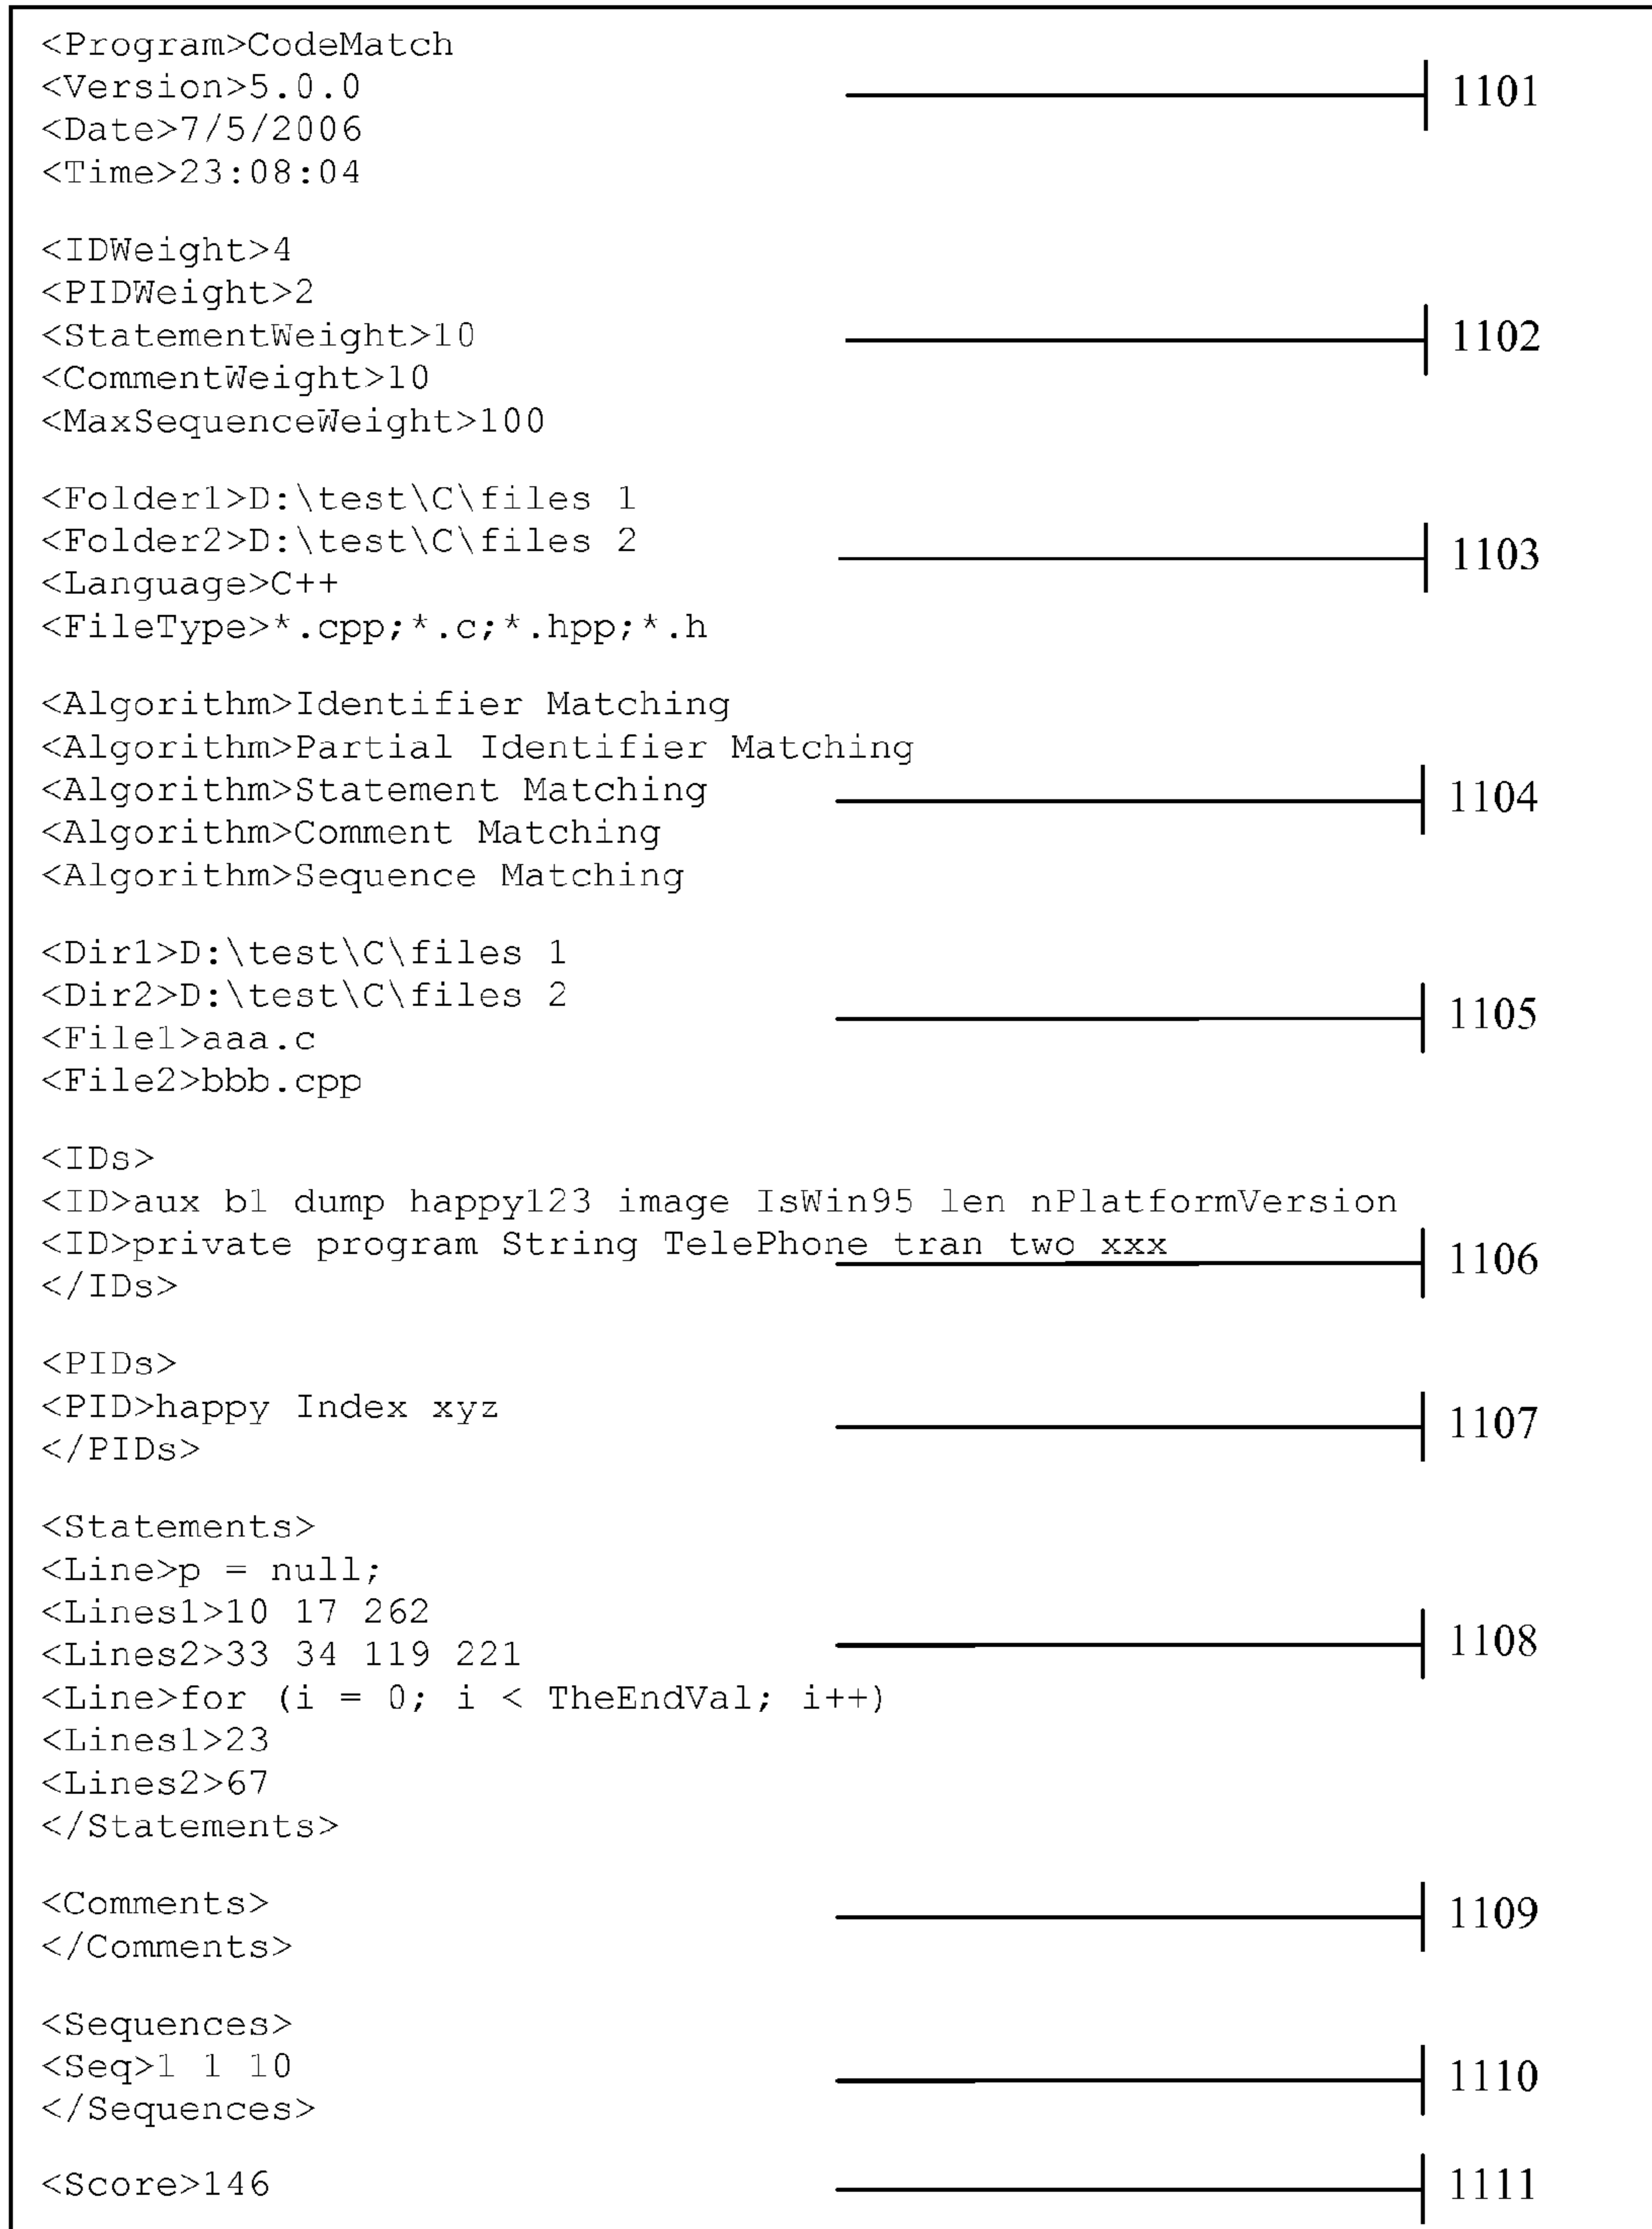 <Program>CodeMatch
<Version>5.0.0
1101
<Date>7/5/2006
<Time>23:08:04
<IDWeight>4
<PIDWeight>2
<StatementWeight>10
1102
<CommentWeight>10
<MaxSequenceWeight>100
<Folder1>D:\test\C\files 1
<Folder2>D:\test\C\files 2
1103
<Language>C++
<FileType>*.cpp;*.c;*.hpp;*.h
<Algorithm>Identifier Matching
<Algorithm>Partial Identifier Matching
<Algorithm>Statement Matching
1104
<Algorithm>Comment Matching
<Algorithm>Sequence Matching
<Dir1>D:\test\C\files 1
<Dir2>D:\test\C\files 2
1105
<File1>aaa.c
<File2>bbb.cpp
<IDs>
<ID>aux b1 dump happy123 image IsWin95 len nPlatformVersion
<ID>private program String TelePhone tran two xxx
1106
</IDs>
<PIDs>
<PID>happy Index xyz
1107
</PIDs>
<Statements>
<Line>p = null;
<Lines1>10 17 262
<Lines2>33 34 119 221
1108
<Line>for (i = 0; i < TheEndVal; i++)
<Lines1>23
<Lines2>67
</Statements>
<Comments>
1109
</Comments>
<Sequences>
<Seq>1 1 10
1110
</Sequences>
<Score>146
1111